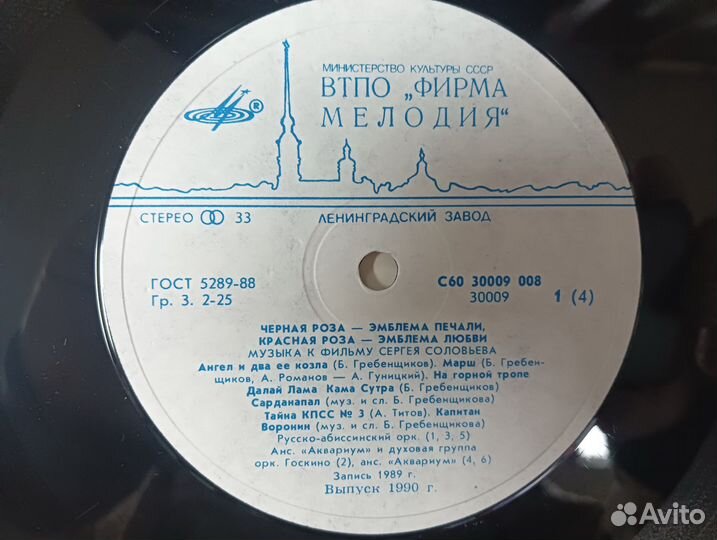 МИНИСТЕРСТВО КУЛЬТУРЫ СССР
ВТПО „ФИРМА
МЕЛОДИЯ“
®
СТЕРЕО 33 ЛЕНИНГРАДСКИЙ ЗАВОД
ГОСТ 5289-88 С60 30009 008
Гр. 3. 2-25 30009 1 (4)
ЧЕРНАЯ РОЗА — ЭМБЛЕМА ПЕЧАЛИ,
КРАСНАЯ РОЗА — ЭМБЛЕМА ЛЮБВИ
МУЗЫКА К ФИЛЬМУ СЕРГЕЯ СОЛОВЬЕВА
Ангел и два ее козла (Б. Гребенщиков). Марш (Б. Гребен-
щиков, А. Романов — А. Гуницкий). На горной тропе
Далай Лама Кама Сутра (Б. Гребенщиков)
Сарданапал (муз. и сл. Б. Гребенщикова)
Тайна КПСС № 3 (А. Титов). Капитан
Воронин (муз. и сл. Б. Гребенщикова)
Русско-абиссинский орк. (1, 3, 5)
Анс. «Аквариум» и духовая группа
орк. Госкино (2), анс. «Аквариум» (4, 6)
Запись 1989 г.
Выпуск 1990 г.
Avito